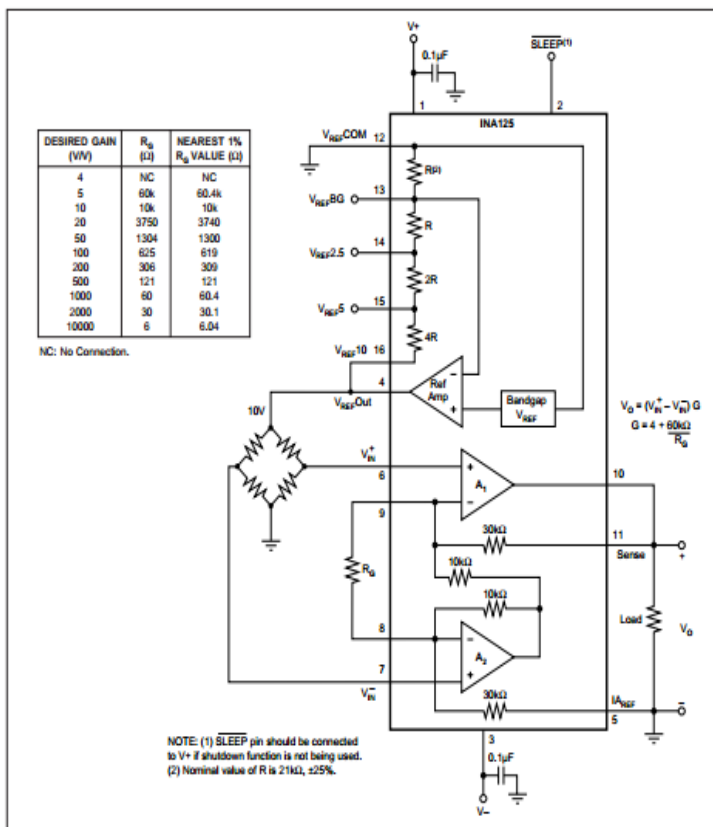 V+
SLEEP(1)
0.1µF
1
2
INA125
DESIRED GAIN (V/V) RG (Ω) NEAREST 1% RG VALUE (Ω)
4 NC NC
5 60k 60.4k
10 10k 10k
20 3750 3740
50 1304 1300
100 625 619
200 306 309
500 121 121
1000 60 60.4
2000 30 30.1
10000 6 6.04
NC: No Connection.
VREFCOM 12
R(2)
VREFBG 13
R
14
VREF2.5
2R
15
VREF5
4R
VREF10 16
4
VREFOut
Ref Amp
−
+
Bandgap VREF
10V
VO = (VIN+ – VIN–) G
G = 4 + 60kΩ
RG
VIN+
6
+
−
A1
10
9
30kΩ
11
Sense
+
10kΩ
RG
10kΩ
Load
VO
8
−
+
A2
7
VIN–
30kΩ
IAREF
5
–
3
0.1µF
V–
NOTE: (1) SLEEP pin should be connected
to V+ if shutdown function is not being used.
(2) Nominal value of R is 21kΩ, ±25%.